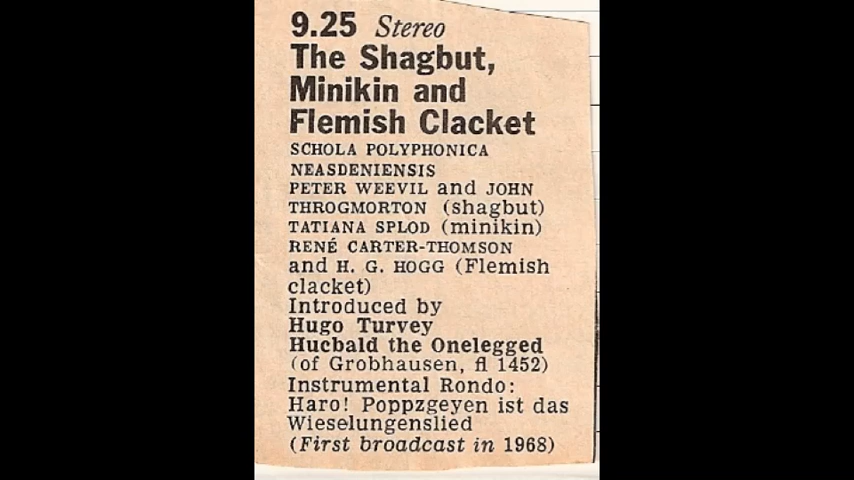 9.25 Stereo
The Shagbut,
Minikin and
Flemish Clacket
SCHOLA POLYPHONICA
NEASDENIENSIS
PETER WEEVIL and JOHN
THROGMORTON (shagbut)
TATIANA SPLOD (minikin)
RENÉ CARTER-THOMSON
and H. G. HOGG (Flemish
clacket)
Introduced by
Hugo Turvey
Hucbald the Onelegged
(of Grobhausen, fl 1452)
Instrumental Rondo:
Haro! Poppzgeyen ist das
Wieselungenslied
(First broadcast in 1968)